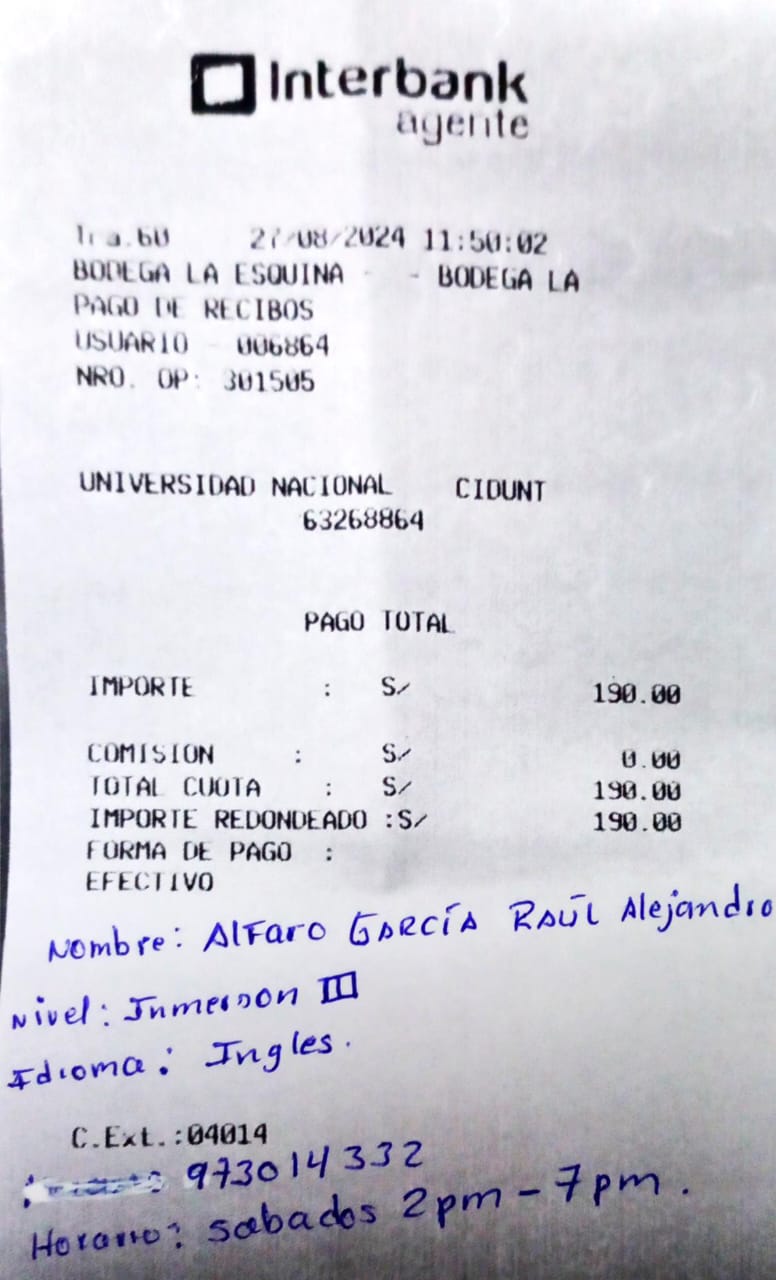 Interbank
agente
Tra.60 27/08/2024 11:50:02
BODEGA LA ESQUINA - - BODEGA LA
PAGO DE RECIBOS
USUARIO - 006864
NRO. OP: 301505
UNIVERSIDAD NACIONAL CIDUNT
63268864
PAGO TOTAL
IMPORTE : S/ 190.00
COMISION : S/ 0.00
TOTAL CUOTA : S/ 190.00
IMPORTE REDONDEADO :S/ 190.00
FORMA DE PAGO :
EFECTIVO
Nombre: Alfaro GARCÍA RAÚL Alejandro
Nivel: Inmerson III
Idioma: Ingles.
C.Ext.:04014
973014332
Horario: sabados 2pm - 7pm.